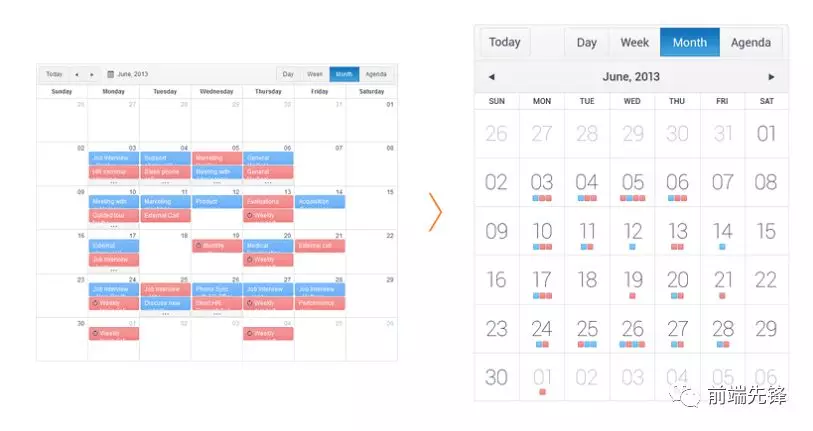 Today June, 2013 Day Week Month Agenda
Sunday Monday Tuesday Wednesday Thursday Friday Saturday
26 27 28 29 30 31 01
02 03 04 05 06 07 08
Job Interview Support Marketing General
HR seminar phone Meeting with General
... ... ...
09 10 11 12 13 14 15
Meeting with Marketing Product Evaluations Acquisition
Guided tour External Call Weekly
...
16 17 18 19 20 21 22
External Monthly Medical External call
Job Interview Weekly
...
23 24 25 26 27 28 29
Job Interview Job Interview Phone Sync Job Interview Job Interview
Weekly Discuss new HR Weekly Performance
... ...
30 01 02 03 04 05 06
Weekly Weekly
Today Day Week Month Agenda
June, 2013
SUN MON TUE WED THU FRI SAT
26 27 28 29 30 31 01
02 03 04 05 06 07 08
09 10 11 12 13 14 15
16 17 18 19 20 21 22
23 24 25 26 27 28 29
30 01 02 03 04 05 06
前端先锋